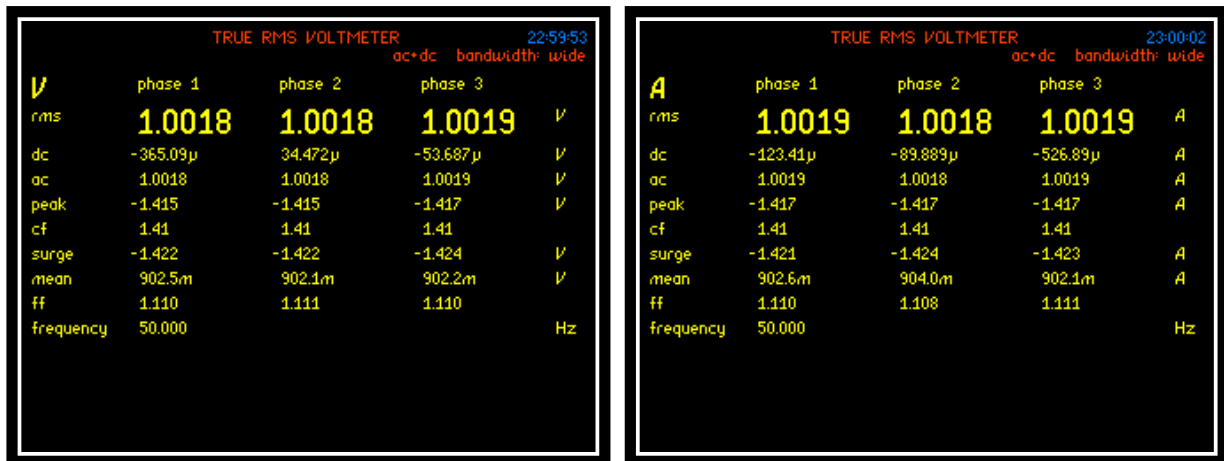 TRUE RMS VOLTMETER 22:59:53
ac+dc bandwidth: wide
V phase 1 phase 2 phase 3
rms 1.0018 1.0018 1.0019 V
dc -365.09µ 34.472µ -53.687µ V
ac 1.0018 1.0018 1.0019 V
peak -1.415 -1.415 -1.417 V
cf 1.41 1.41 1.41
surge -1.422 -1.422 -1.424 V
mean 902.5m 902.1m 902.2m V
ff 1.110 1.111 1.110
frequency 50.000 Hz
TRUE RMS VOLTMETER 23:00:02
ac+dc bandwidth: wide
A phase 1 phase 2 phase 3
rms 1.0019 1.0018 1.0019 A
dc -123.41µ -89.889µ -526.89µ A
ac 1.0019 1.0018 1.0019 A
peak -1.417 -1.417 -1.417 A
cf 1.41 1.41 1.41
surge -1.421 -1.424 -1.423 A
mean 902.6m 904.0m 902.1m A
ff 1.110 1.108 1.111
frequency 50.000 Hz